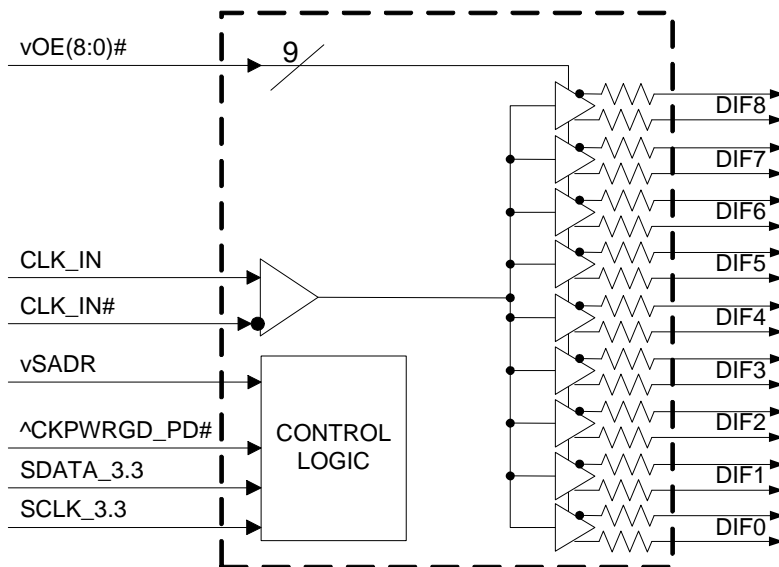 vOE(8:0)#
9
DIF8
DIF7
DIF6
CLK_IN
DIF5
CLK_IN#
DIF4
vSADR
DIF3
^CKPWRGD_PD#
CONTROL
LOGIC
DIF2
SDATA_3.3
DIF1
SCLK_3.3
DIF0